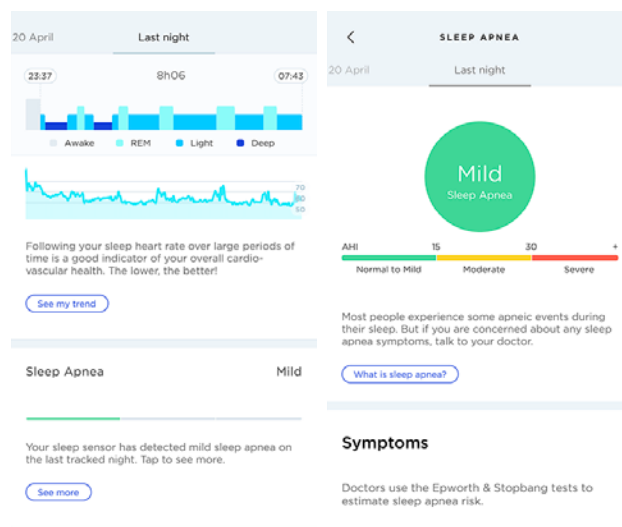 20 April
Last night
23:37
8h06
07:43
Awake
REM
Light
Deep
70
60
50
Following your sleep heart rate over large periods of
time is a good indicator of your overall cardio-
vascular health. The lower, the better!
See my trend
Sleep Apnea
Mild
Your sleep sensor has detected mild sleep apnea on
the last tracked night. Tap to see more.
See more
SLEEP APNEA
20 April
Last night
Mild
Sleep Apnea
AHI
15
30
+
Normal to Mild
Moderate
Severe
Most people experience some apneic events during
their sleep. But if you are concerned about any sleep
apnea symptoms, talk to your doctor.
What is sleep apnea?
Symptoms
Doctors use the Epworth & Stopbang tests to
estimate sleep apnea risk.